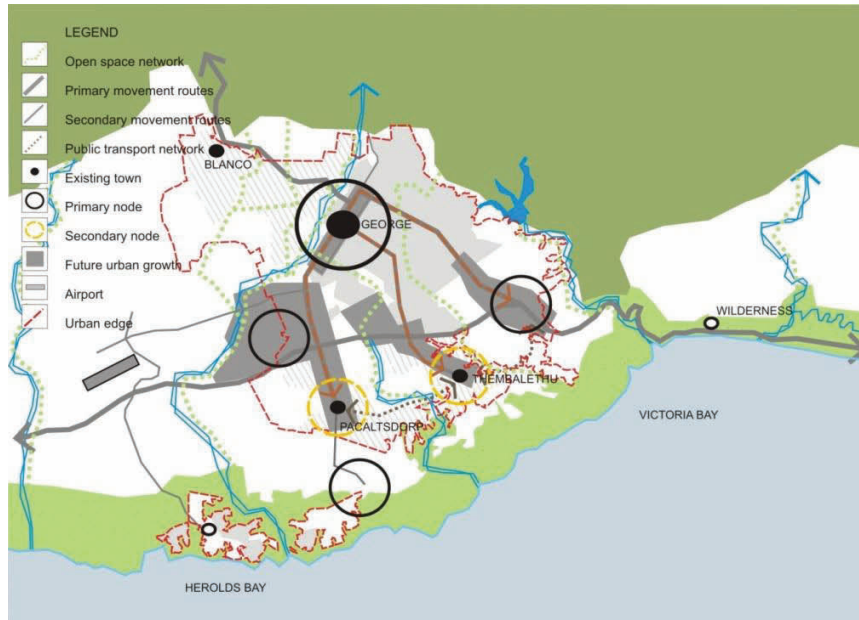 LEGEND
Open space network
Primary movement routes
Secondary movement routes
Public transport network
Existing town
Primary node
Secondary node
Future urban growth
Airport
Urban edge
BLANCO
GEORGE
WILDERNESS
THEMBALETHU
VICTORIA BAY
PACALTSDORP
HEROLDS BAY